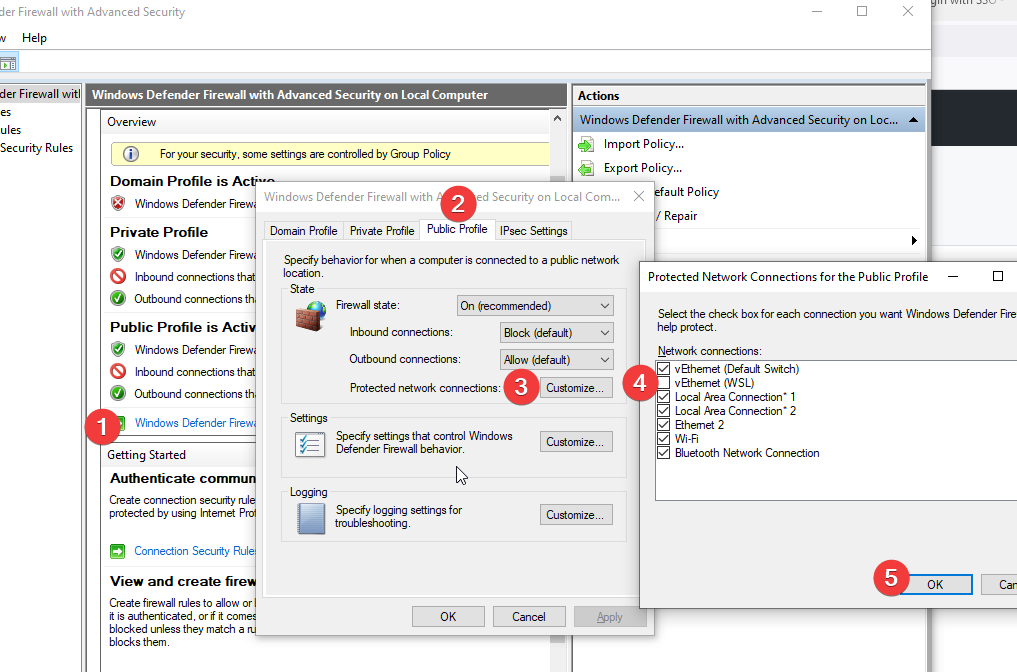 der Firewall with Advanced Security
w Help
der Firewall with
es
ules
Security Rules
Windows Defender Firewall with Advanced Security on Local Computer
Overview
For your security, some settings are controlled by Group Policy
Domain Profile is Active
Windows Defender Firewa
Private Profile
Windows Defender Firewa
Inbound connections that
Outbound connections tha
Public Profile is Activ
Windows Defender Firewa
Inbound connections that
Outbound connections tha
1
Windows Defender Firewa
Getting Started
Authenticate commun
Create connection security rule
protected by using Internet Prot
Connection Security Rules
View and create firew
Create firewall rules to allow or
it is authenticated, or if it comes
blocked unless they match a ru
blocks them.
Actions
Windows Defender Firewall with Advanced Security on Loc...
Import Policy...
Export Policy...
efault Policy
/ Repair
Windows Defender Firewall with Advanced Security on Local Com...
2
Domain Profile Private Profile Public Profile IPsec Settings
Specify behavior for when a computer is connected to a public network
location.
State
Firewall state: On (recommended)
Inbound connections: Block (default)
Outbound connections: Allow (default)
Protected network connections: 3 Customize...
Settings
Specify settings that control Windows
Defender Firewall behavior.
Customize...
Logging
Specify logging settings for
troubleshooting.
Customize...
OK Cancel Apply
Protected Network Connections for the Public Profile
Select the check box for each connection you want Windows Defender Fire
help protect.
Network connections:
vEthernet (Default Switch)
4 vEthernet (WSL)
Local Area Connection* 1
Local Area Connection* 2
Ethernet 2
Wi-Fi
Bluetooth Network Connection
5 OK Can